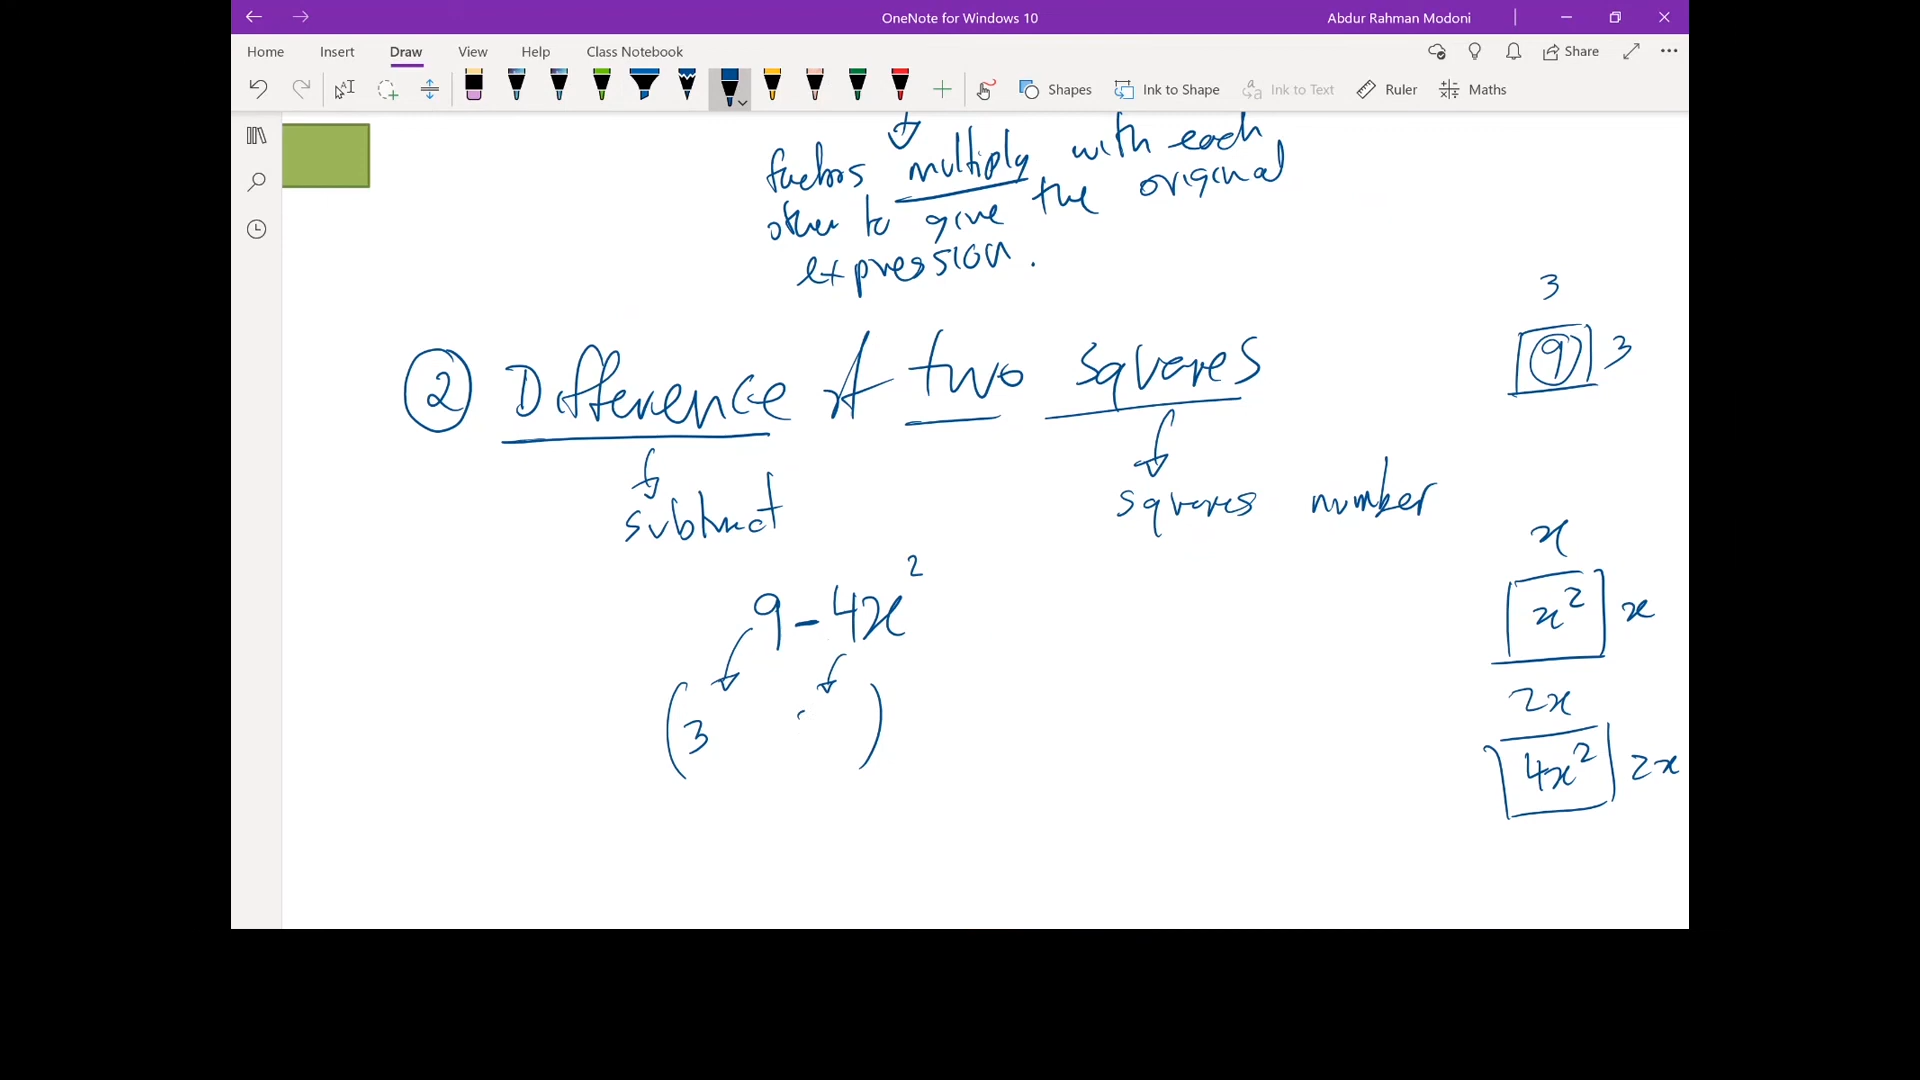 OneNote for Windows 10
Abdur Rahman Modoni
Home Insert Draw View Help Class Notebook
Share
Shapes Ink to Shape Ink to Text Ruler Maths
factors multiply with each
other to give the original
expression.
② Difference of two squares
subtract
squares number
9 - 4x²
(3 )
3
9 3
x
x² x
2x
4x² 2x